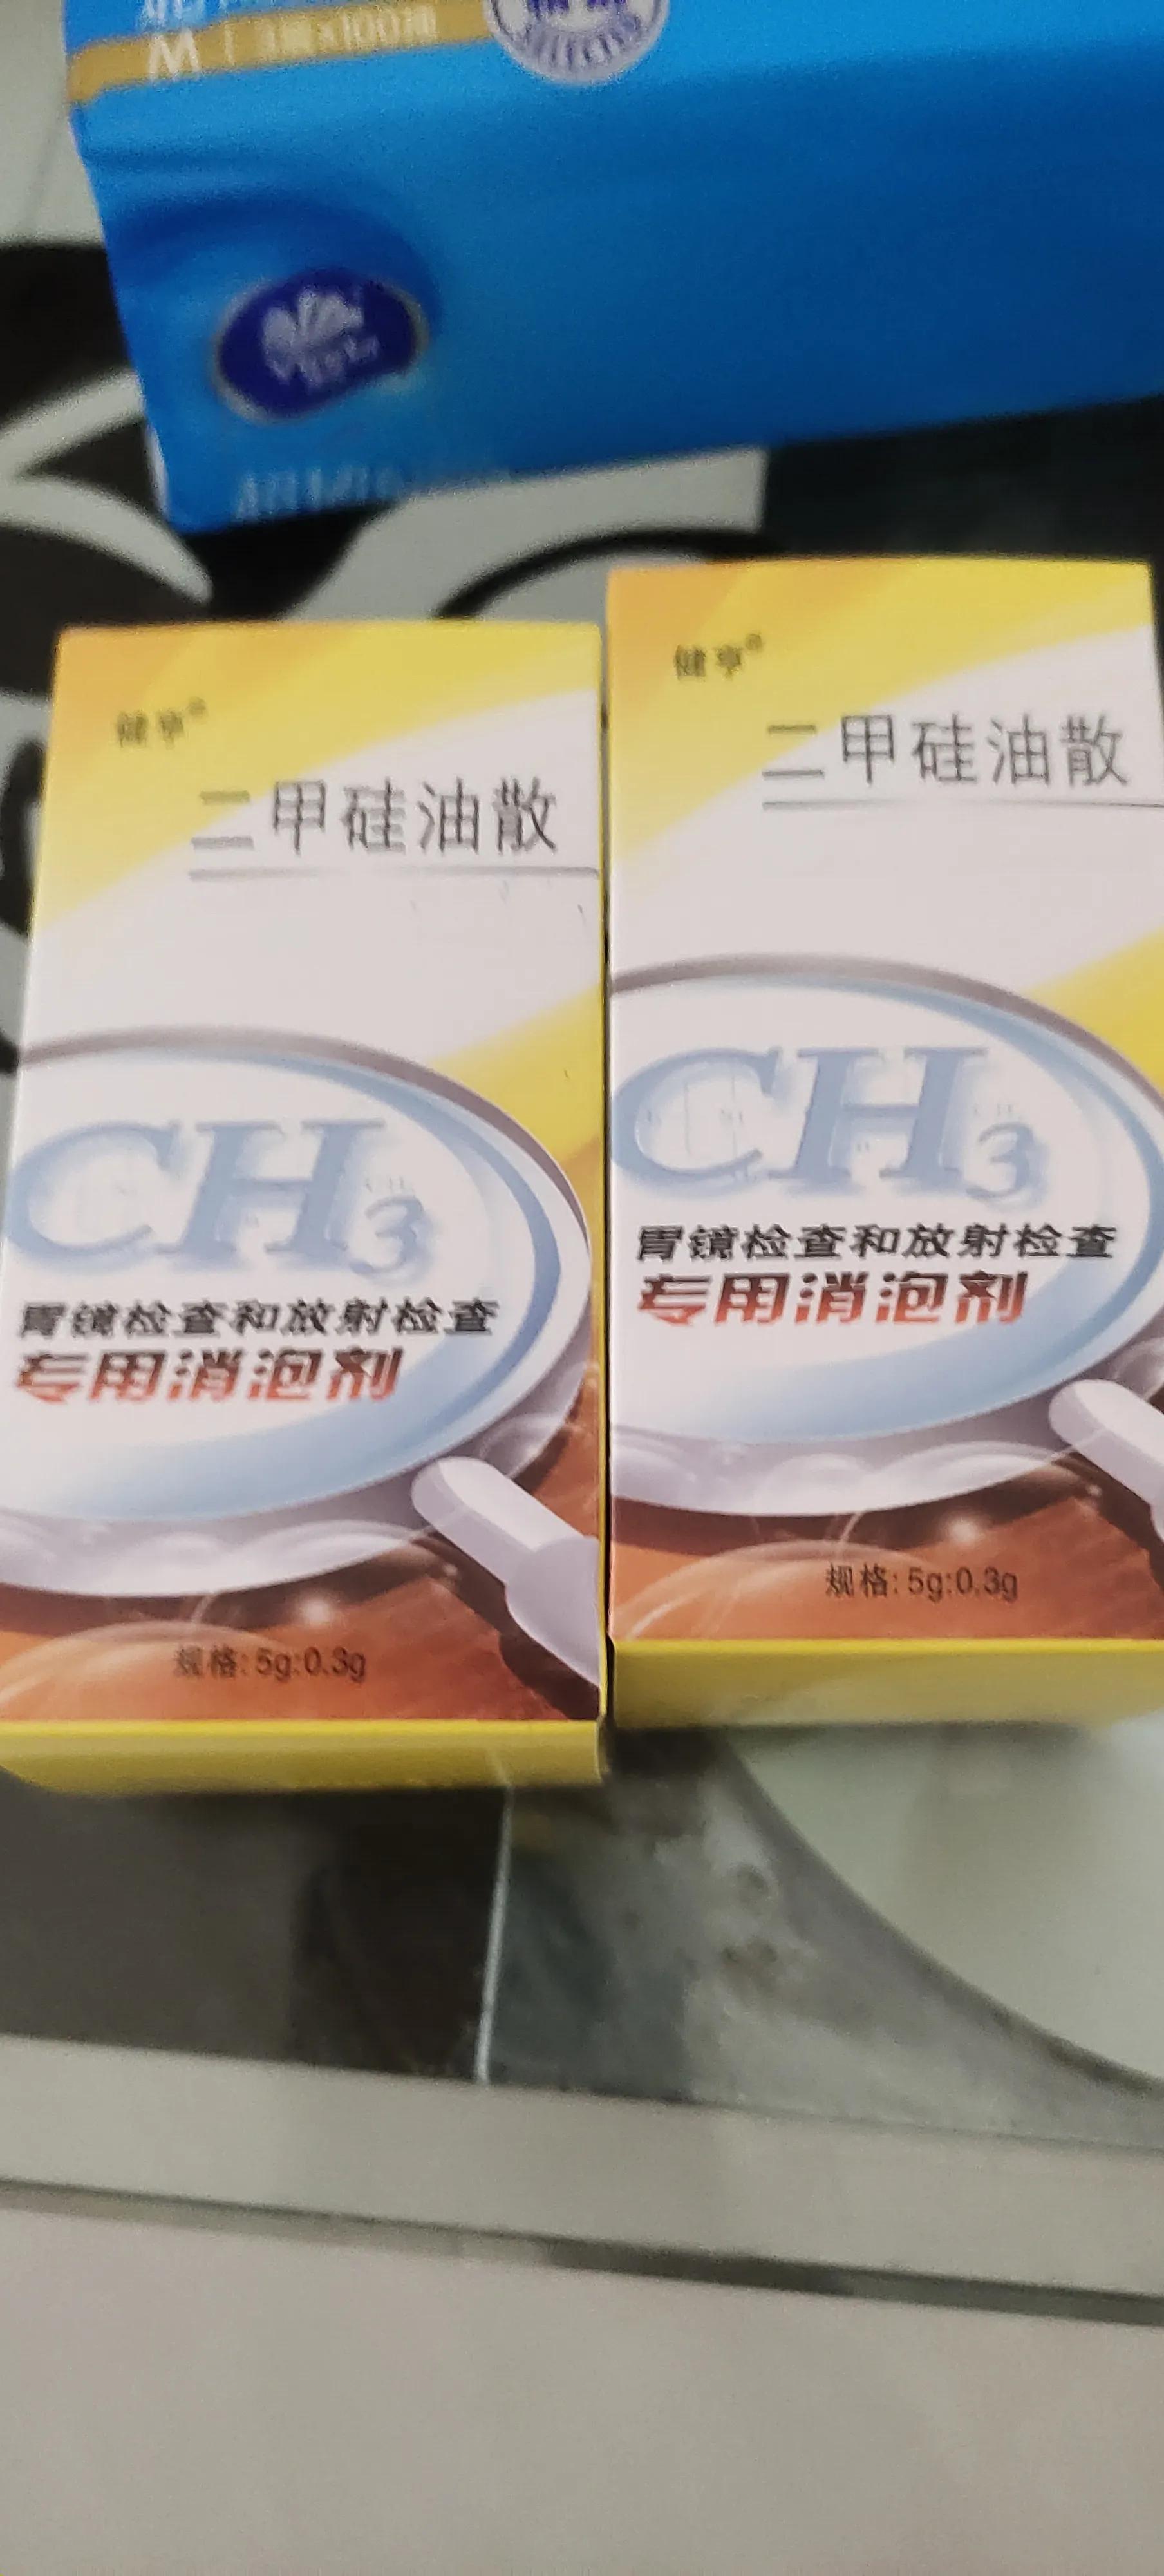 M
健亨®
二甲硅油散
CH3
胃镜检查和放射检查
专用消泡剂
规格: 5g:0.3g
健亨®
二甲硅油散
CH3
胃镜检查和放射检查
专用消泡剂
规格: 5g:0.3g